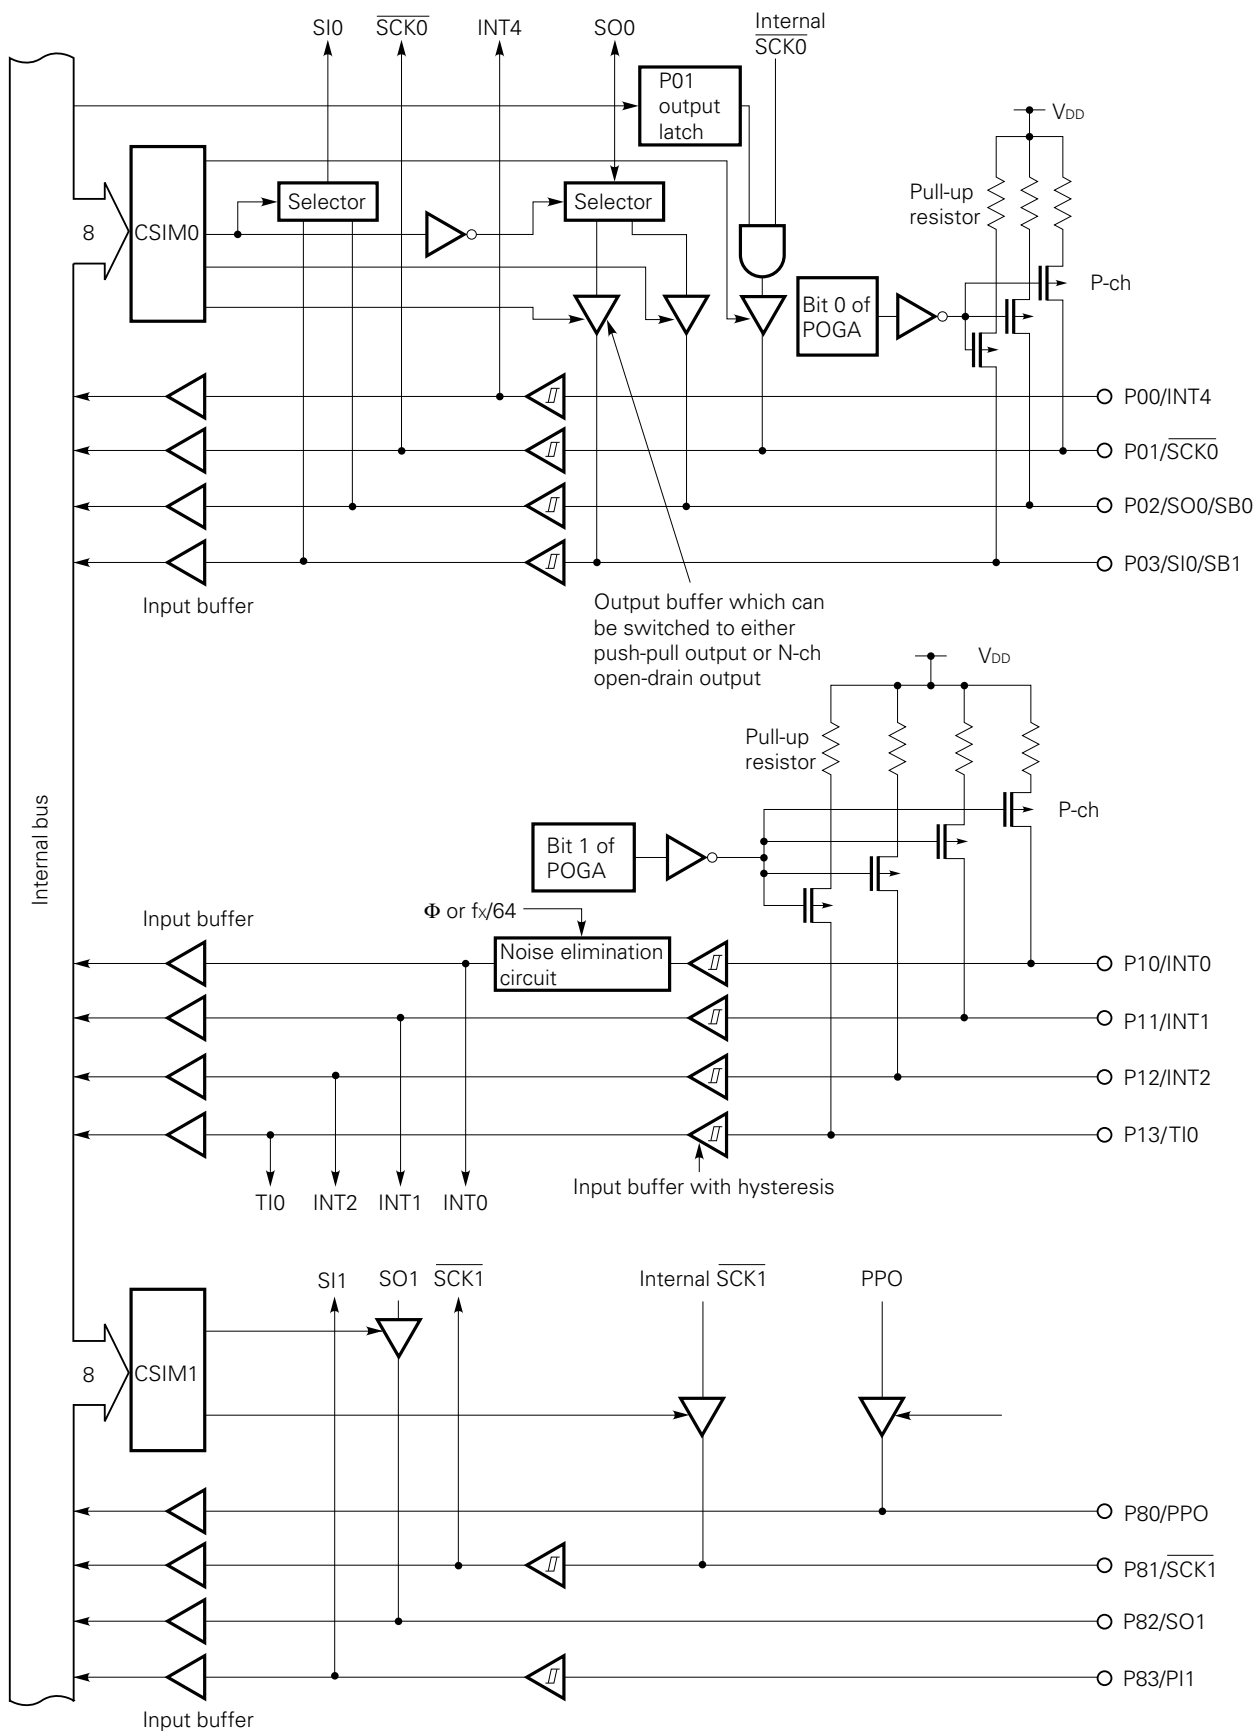 SI0
SCK0
INT4
SO0
Internal
SCK0
P01
output
latch
VDD
Pull-up
resistor
Selector
Selector
8
CSIM0
P-ch
Bit 0 of
POGA
P00/INT4
P01/SCK0
P02/SO0/SB0
P03/SI0/SB1
Input buffer
Output buffer which can
be switched to either
push-pull output or N-ch
open-drain output
VDD
Pull-up
resistor
P-ch
Bit 1 of
POGA
Internal bus
Input buffer
Φ or fx/64
Noise elimination
circuit
P10/INT0
P11/INT1
P12/INT2
P13/TI0
Input buffer with hysteresis
TI0
INT2
INT1
INT0
SI1
SO1
SCK1
Internal SCK1
PPO
8
CSIM1
P80/PPO
P81/SCK1
P82/SO1
P83/PI1
Input buffer